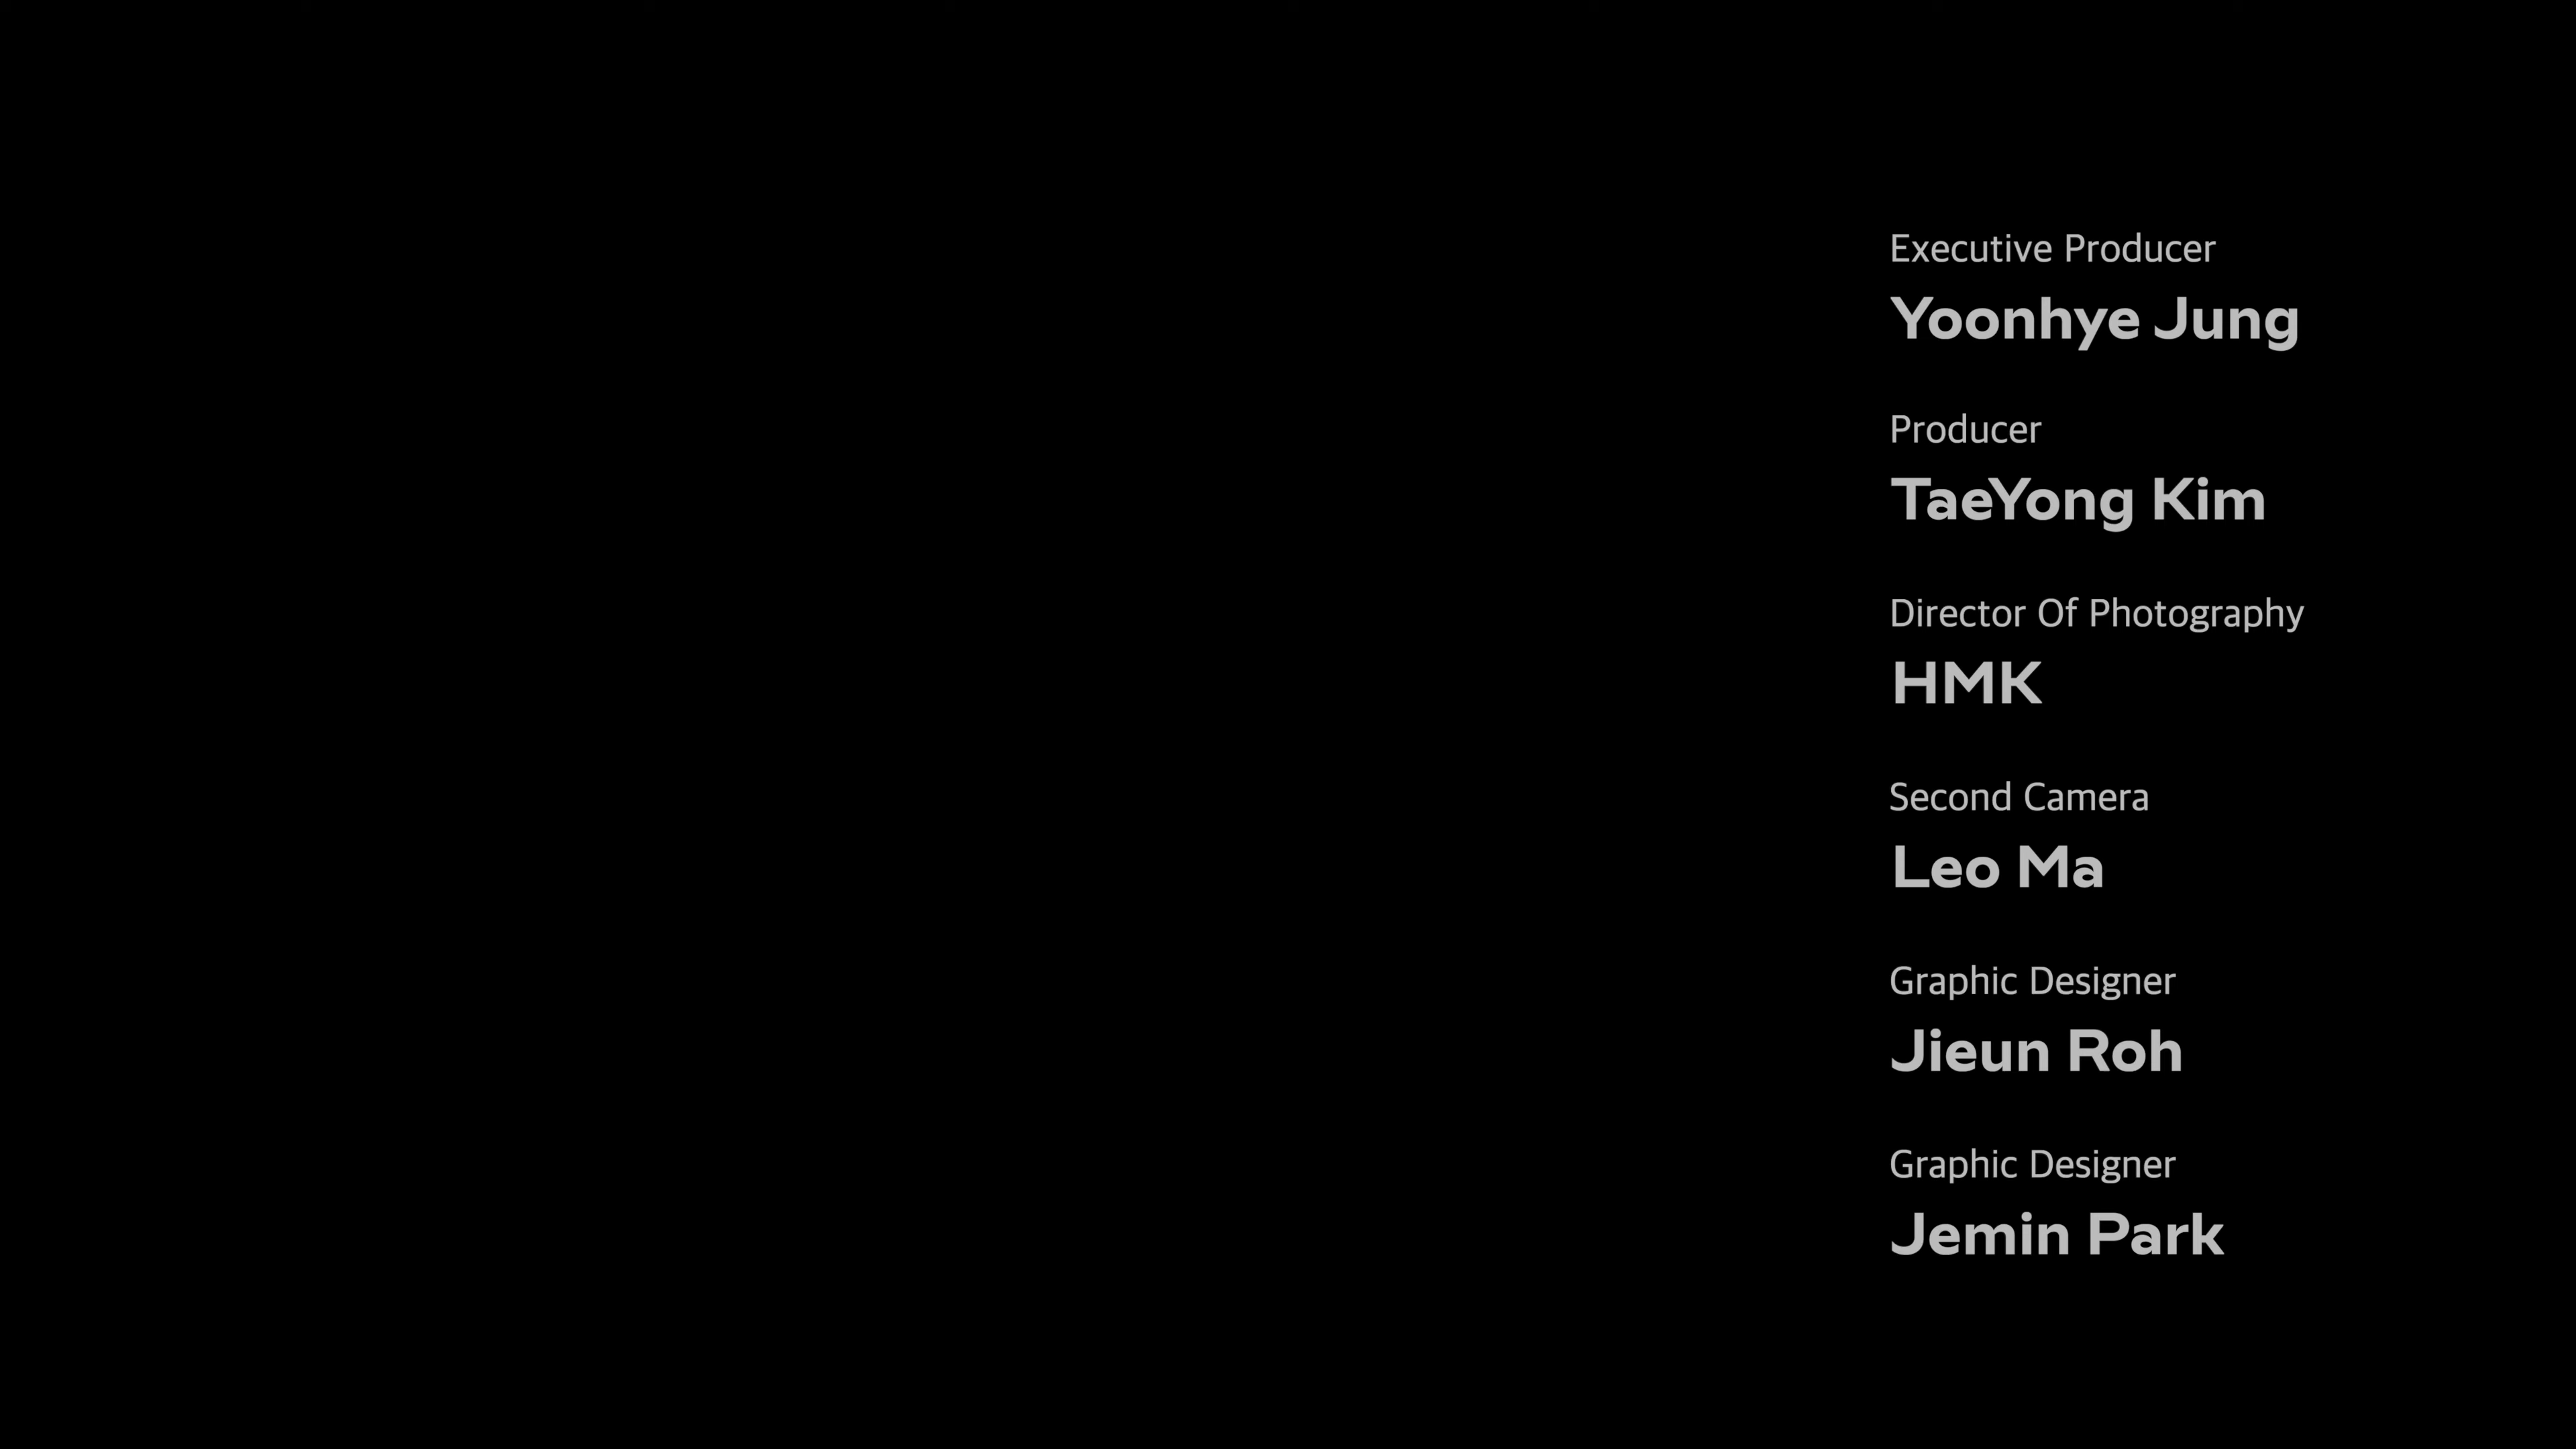 Executive Producer
Yoonhye Jung
Producer
TaeYong Kim
Director Of Photography
HMK
Second Camera
Leo Ma
Graphic Designer
Jieun Roh
Graphic Designer
Jemin Park